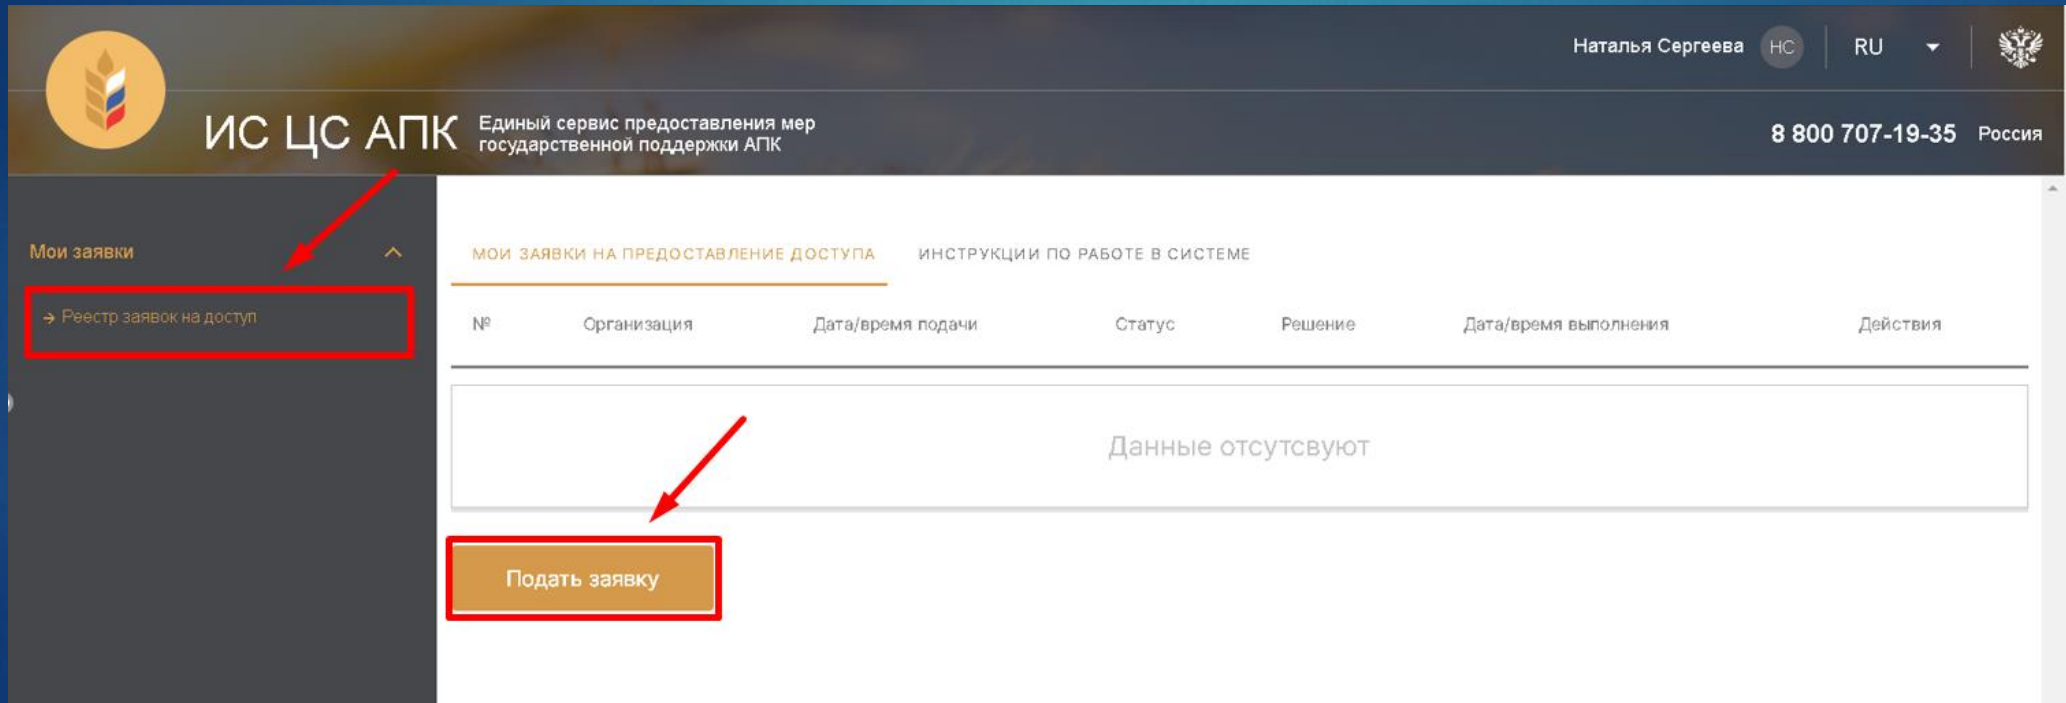 Наталья Сергеева НС RU
ИС ЦС АПК
Единый сервис предоставления мер
государственной поддержки АПК
8 800 707-19-35 Россия
Мои заявки
→ Реестр заявок на доступ
МОИ ЗАЯВКИ НА ПРЕДОСТАВЛЕНИЕ ДОСТУПА ИНСТРУКЦИИ ПО РАБОТЕ В СИСТЕМЕ
№ Организация Дата/время подачи Статус Решение Дата/время выполнения Действия
Данные отсутсвуют
Подать заявку